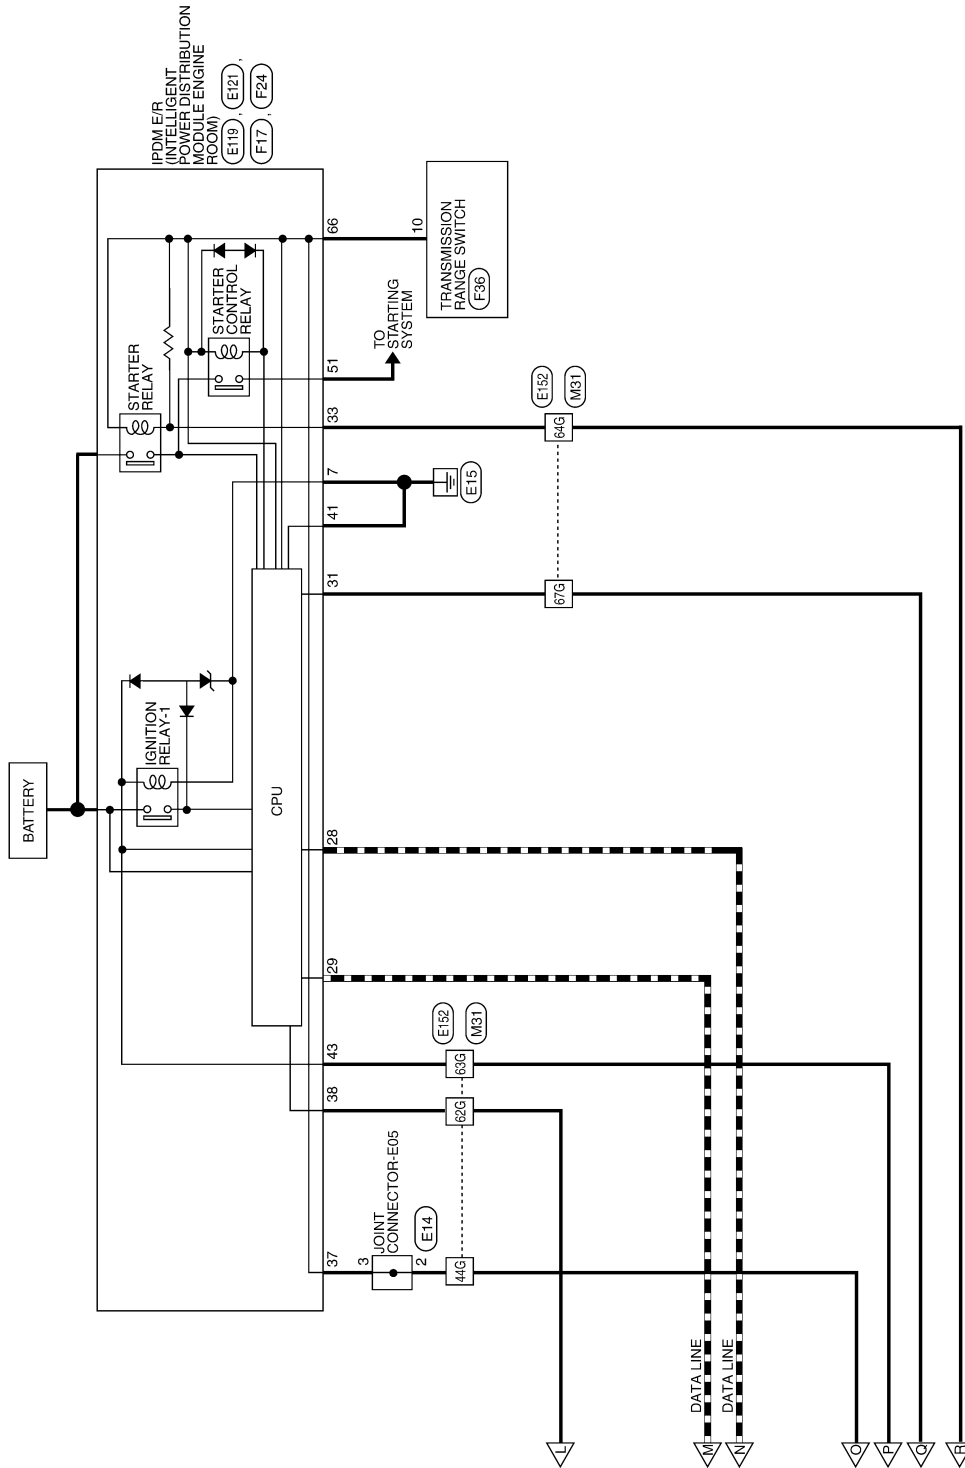 BATTERY
IPDM E/R
(INTELLIGENT
POWER DISTRIBUTION
MODULE ENGINE
ROOM)
E119 , E121 ,
F17 , F24
IGNITION
RELAY-1
STARTER
RELAY
STARTER
CONTROL
RELAY
CPU
37
38
43
29
28
31
41
7
33
51
66
3
JOINT
CONNECTOR-E05
2
E14
E152
M31
44G
62G
63G
E15
TO
STARTING
SYSTEM
10
TRANSMISSION
RANGE SWITCH
F36
E152
M31
67G
64G
DATA LINE
DATA LINE
L
M
N
O
P
Q
R